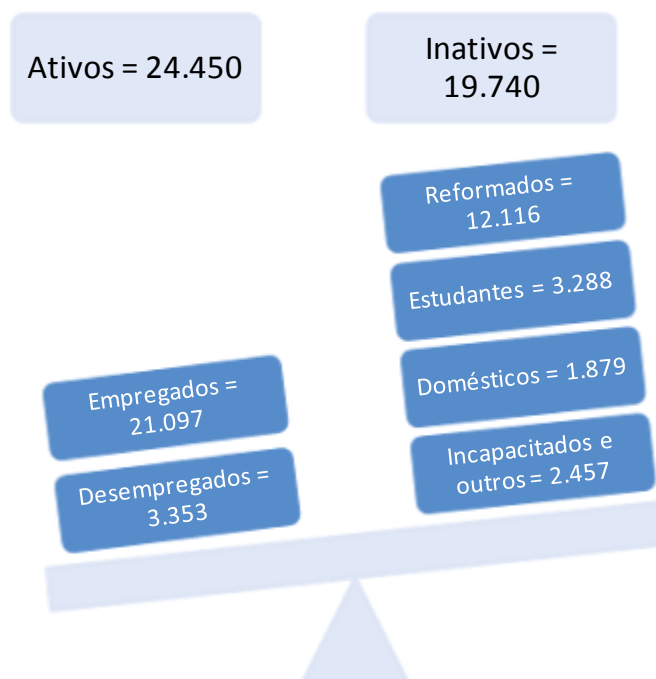 Ativos = 24.450
Inativos =
19.740
Reformados =
12.116
Estudantes = 3.288
Domésticos = 1.879
Incapacitados e
outros = 2.457
Empregados =
21.097
Desempregados =
3.353